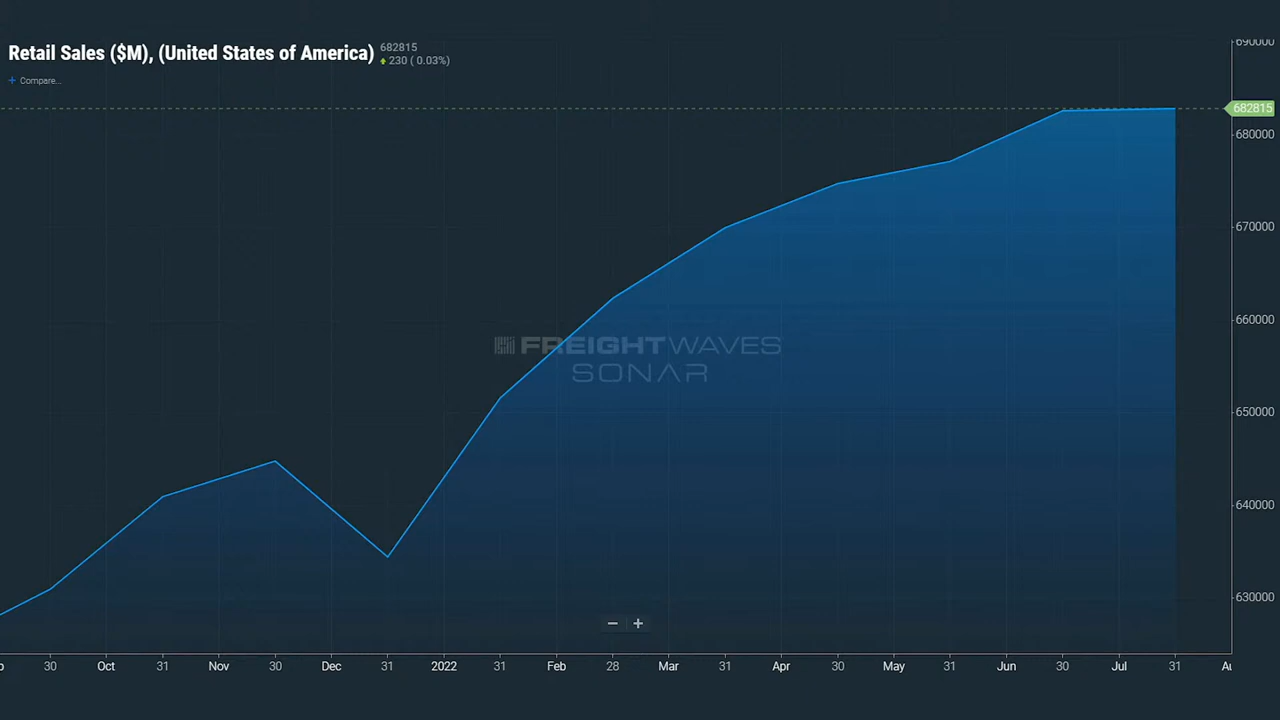 Retail Sales ($M), (United States of America) 682815
230 ( 0.03%)
+ Compare...
690000
682815
680000
670000
660000
FREIGHTWAVES
SONAR
650000
640000
630000
− +
30 Oct 31 Nov 30 Dec 31 2022 31 Feb 28 Mar 31 Apr 30 May 31 Jun 30 Jul 31